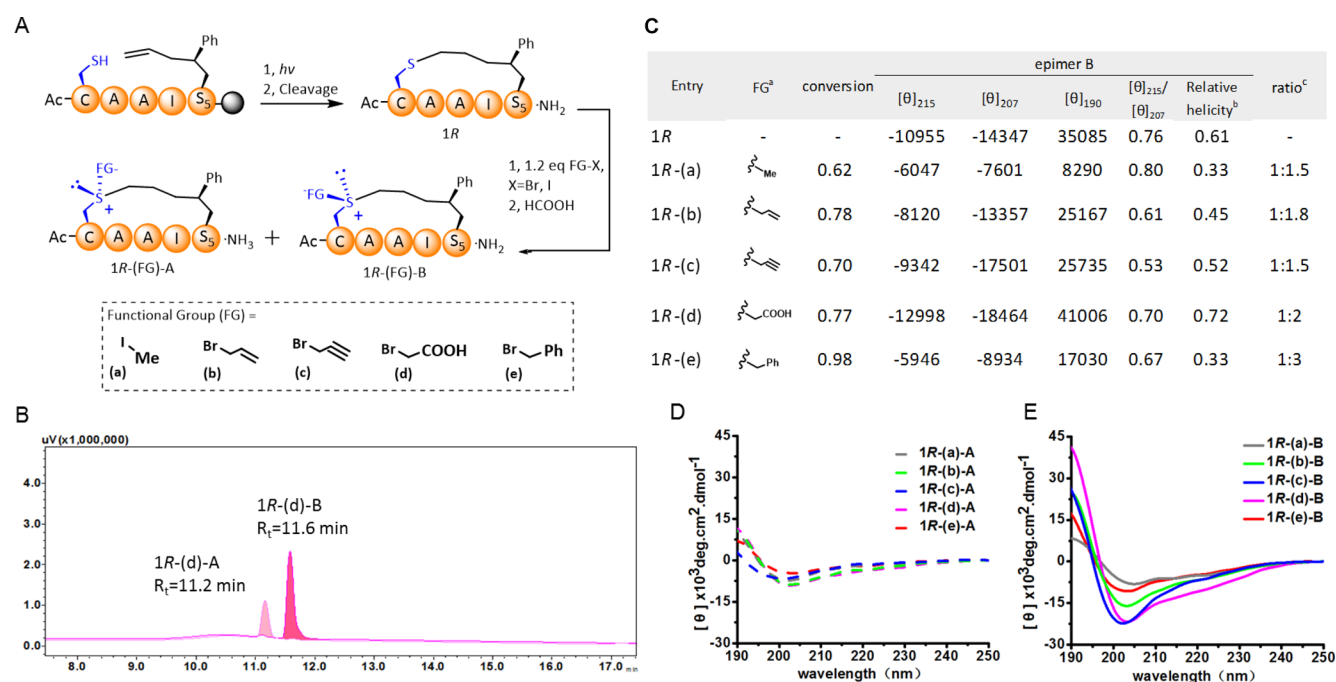 A
SH
Ph
Ac C A A I S5
1, hv
2, Cleavage
S
Ph
Ac C A A I S5 ·NH2
1R
1, 1.2 eq FG-X,
X=Br, I
2, HCOOH
FG-
S
+
Ph
Ac C A A I S5 ·NH3
1R-(FG)-A
+
-FG
S
+
Ph
Ac C A A I S5 ·NH2
1R-(FG)-B
Functional Group (FG) =
I Me
(a)
Br
(b)
Br
(c)
Br COOH
(d)
Br Ph
(e)
B
uV (x1,000,000)
4.0
3.0
2.0
1.0
0.0
1R-(d)-A
Rt=11.2 min
1R-(d)-B
Rt=11.6 min
8.0 9.0 10.0 11.0 12.0 13.0 14.0 15.0 16.0 17.0 min
C
Entry FGa conversion epimer B ratioc
[θ]215 [θ]207 [θ]190 [θ]215/[θ]207 Relative helicityb
1R - - -10955 -14347 35085 0.76 0.61 -
1R-(a) Me 0.62 -6047 -7601 8290 0.80 0.33 1:1.5
1R-(b) 0.78 -8120 -13357 25167 0.61 0.45 1:1.8
1R-(c) 0.70 -9342 -17501 25735 0.53 0.52 1:1.5
1R-(d) COOH 0.77 -12998 -18464 41006 0.70 0.72 1:2
1R-(e) Ph 0.98 -5946 -8934 17030 0.67 0.33 1:3
D
[ θ ] x103deg.cm2.dmol-1
45
30
15
0
-15
-30
1R-(a)-A
1R-(b)-A
1R-(c)-A
1R-(d)-A
1R-(e)-A
190 200 210 220 230 240 250
wavelength（nm）
E
[ θ ] x103deg.cm2.dmol-1
45
30
15
0
-15
-30
1R-(a)-B
1R-(b)-B
1R-(c)-B
1R-(d)-B
1R-(e)-B
190 200 210 220 230 240 250
wavelength（nm）